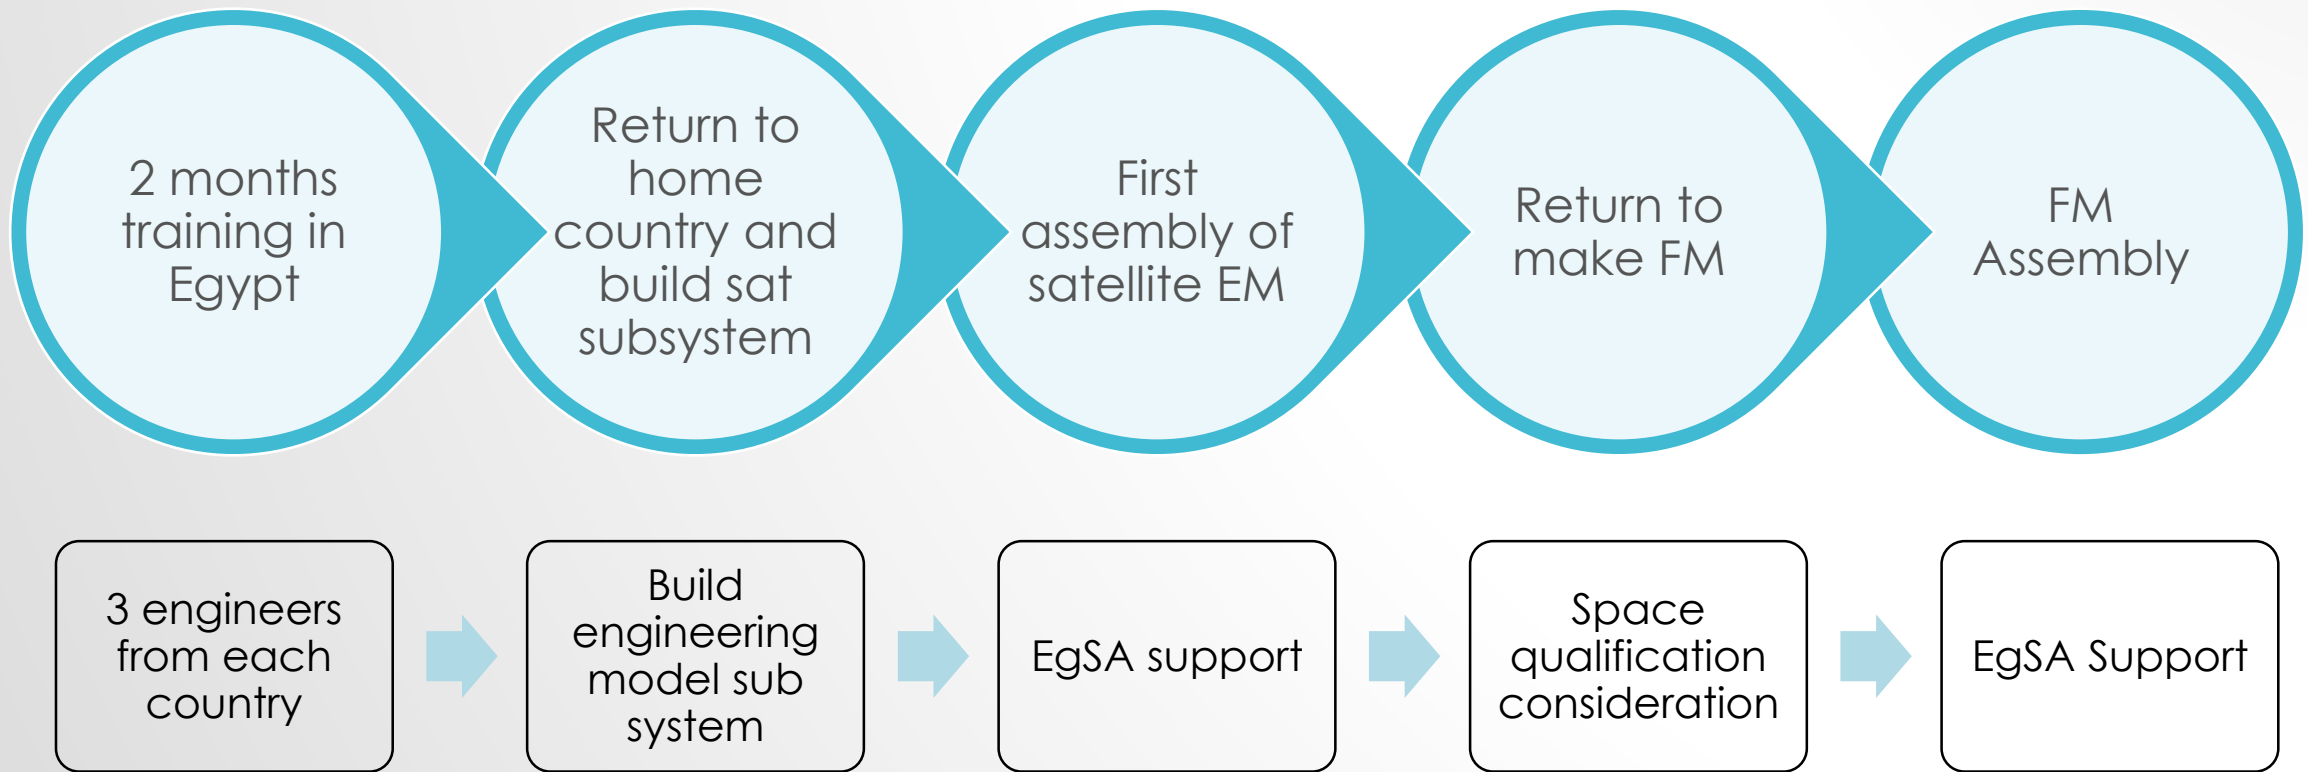 2 months
training in
Egypt
Return to
home
country and
build sat
subsystem
First
assembly of
satellite EM
Return to
make FM
FM
Assembly
3 engineers
from each
country
Build
engineering
model sub
system
EgSA support
Space
qualification
consideration
EgSA Support